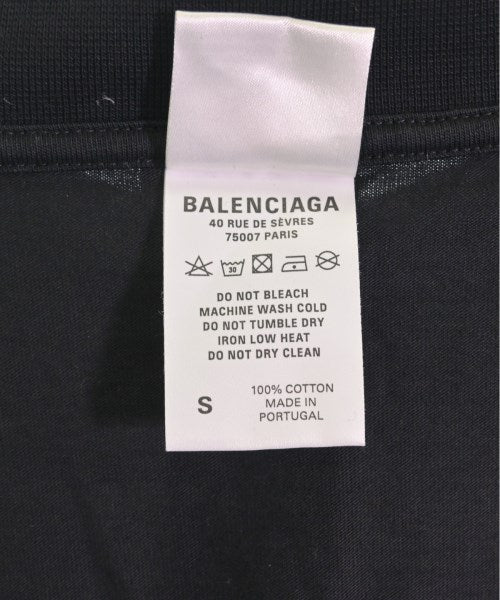 BALENCIAGA
40 RUE DE SÈVRES
75007 PARIS
30
DO NOT BLEACH
MACHINE WASH COLD
DO NOT TUMBLE DRY
IRON LOW HEAT
DO NOT DRY CLEAN
S
100% COTTON
MADE IN
PORTUGAL